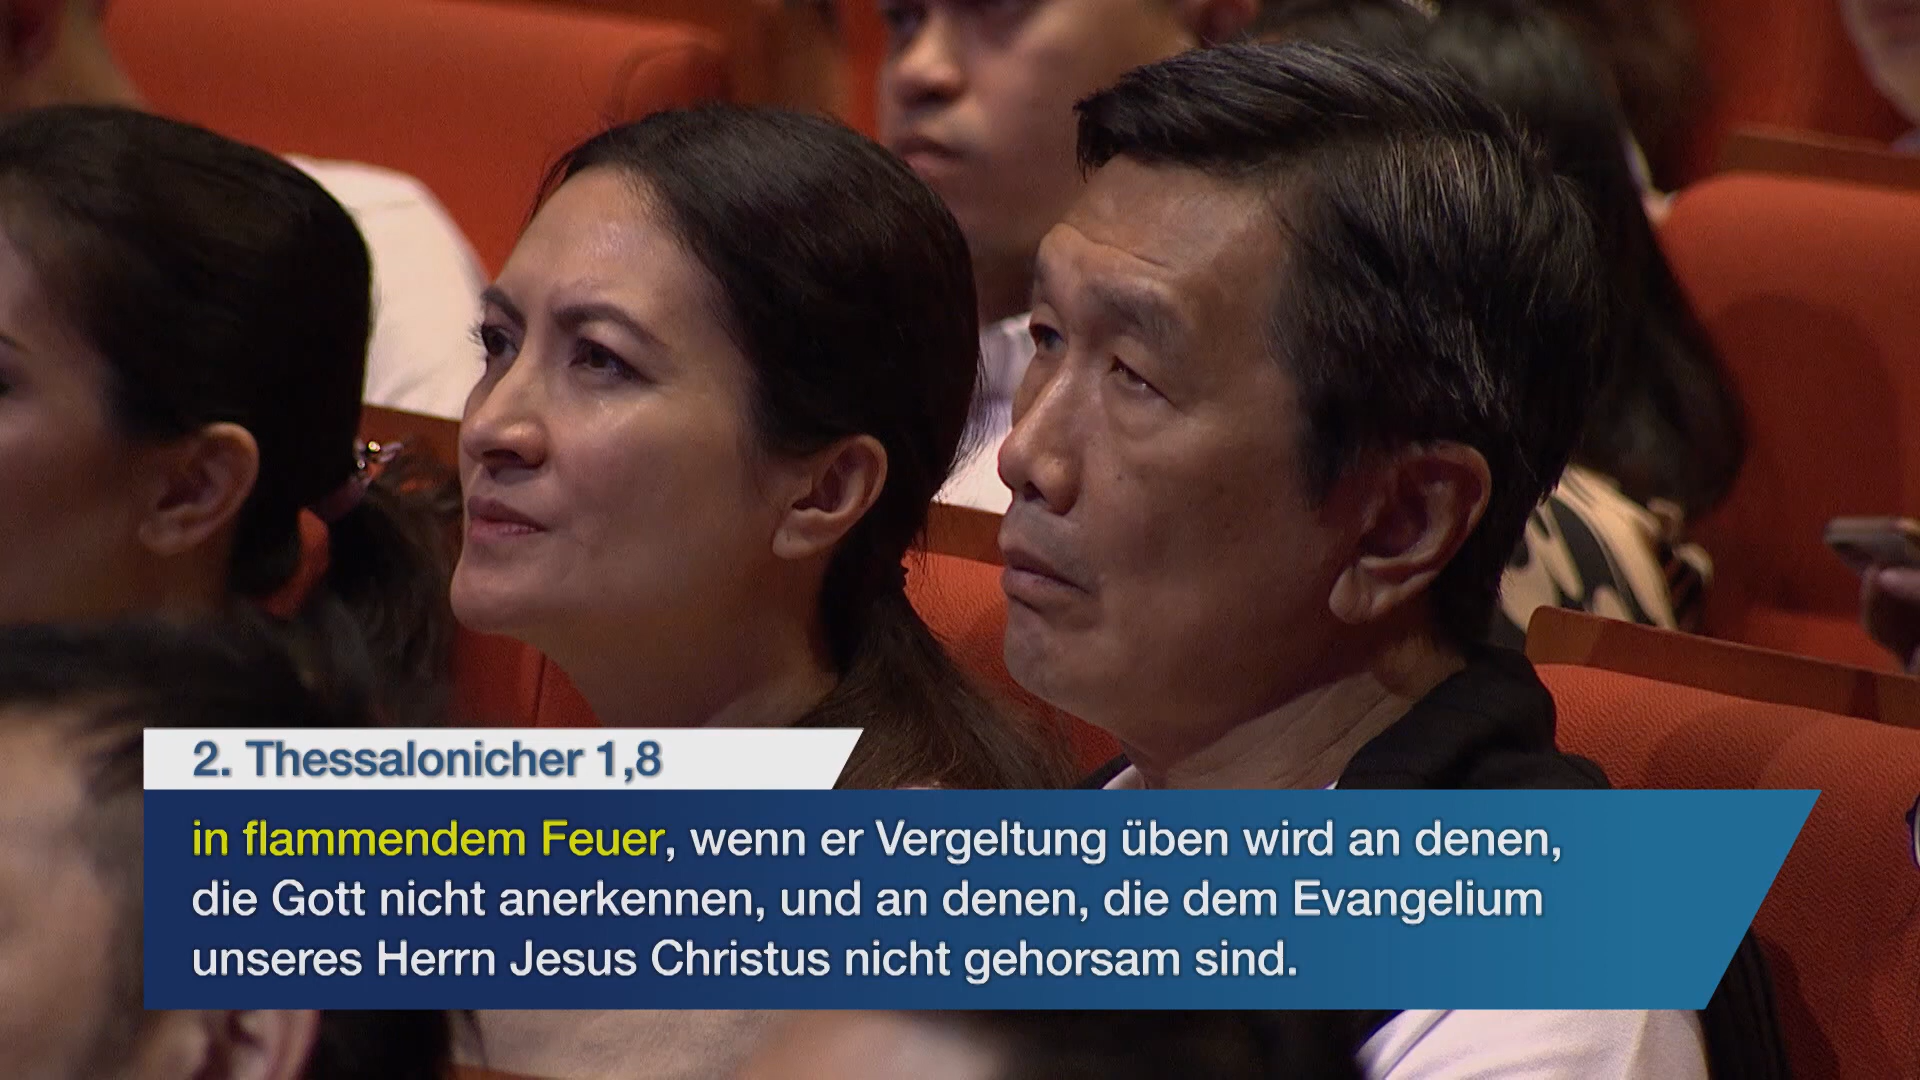 2. Thessalonicher 1,8
in flammendem Feuer, wenn er Vergeltung üben wird an denen,
die Gott nicht anerkennen, und an denen, die dem Evangelium
unseres Herrn Jesus Christus nicht gehorsam sind.